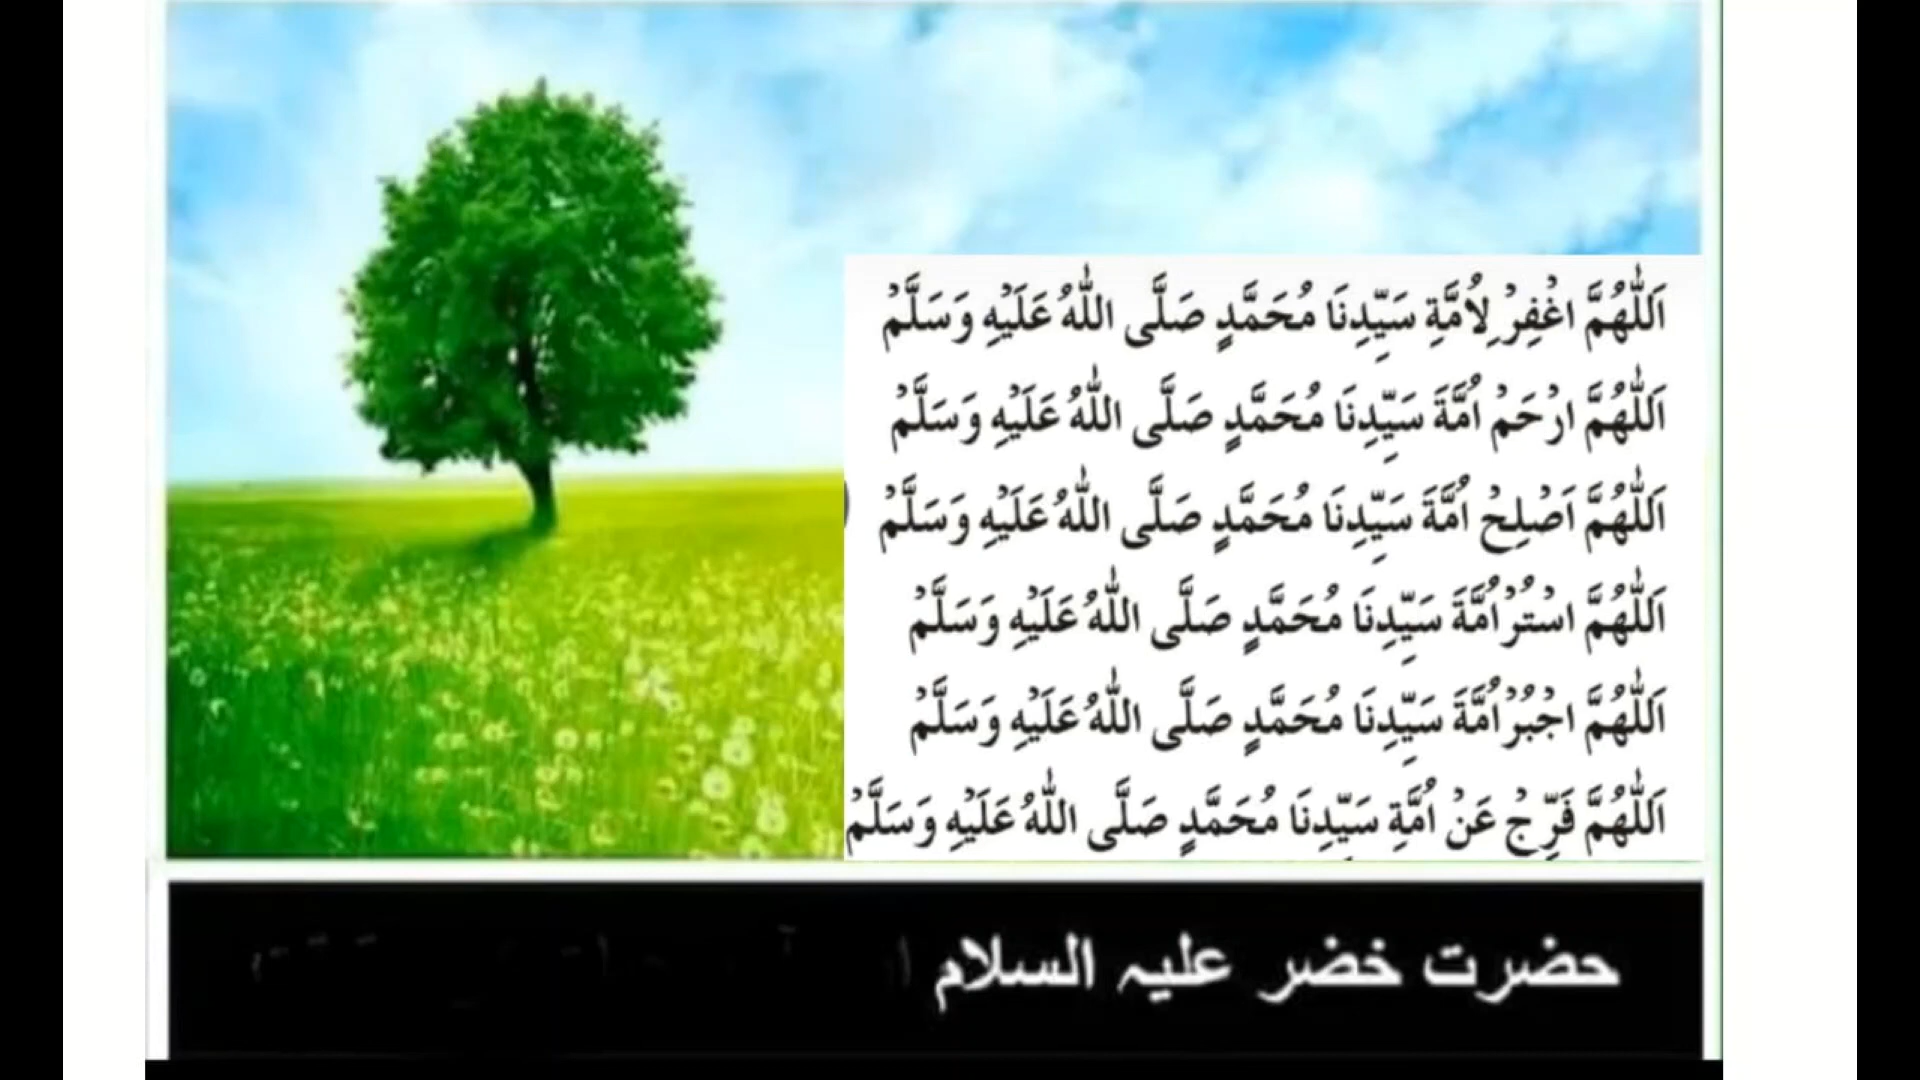 اَللّٰهُمَّ اغْفِرْ لِاُمَّةِ سَيِّدِنَا مُحَمَّدٍ صَلَّى اللّٰهُ عَلَيْهِ وَسَلَّمْ
اَللّٰهُمَّ ارْحَمْ اُمَّةَ سَيِّدِنَا مُحَمَّدٍ صَلَّى اللّٰهُ عَلَيْهِ وَسَلَّمْ
اَللّٰهُمَّ اَصْلِحْ اُمَّةَ سَيِّدِنَا مُحَمَّدٍ صَلَّى اللّٰهُ عَلَيْهِ وَسَلَّمْ
اَللّٰهُمَّ اسْتُرْ اُمَّةَ سَيِّدِنَا مُحَمَّدٍ صَلَّى اللّٰهُ عَلَيْهِ وَسَلَّمْ
اَللّٰهُمَّ اجْبُرْ اُمَّةَ سَيِّدِنَا مُحَمَّدٍ صَلَّى اللّٰهُ عَلَيْهِ وَسَلَّمْ
اَللّٰهُمَّ فَرِّجْ عَنْ اُمَّةِ سَيِّدِنَا مُحَمَّدٍ صَلَّى اللّٰهُ عَلَيْهِ وَسَلَّمْ
حضرت خضر علیہ السلام